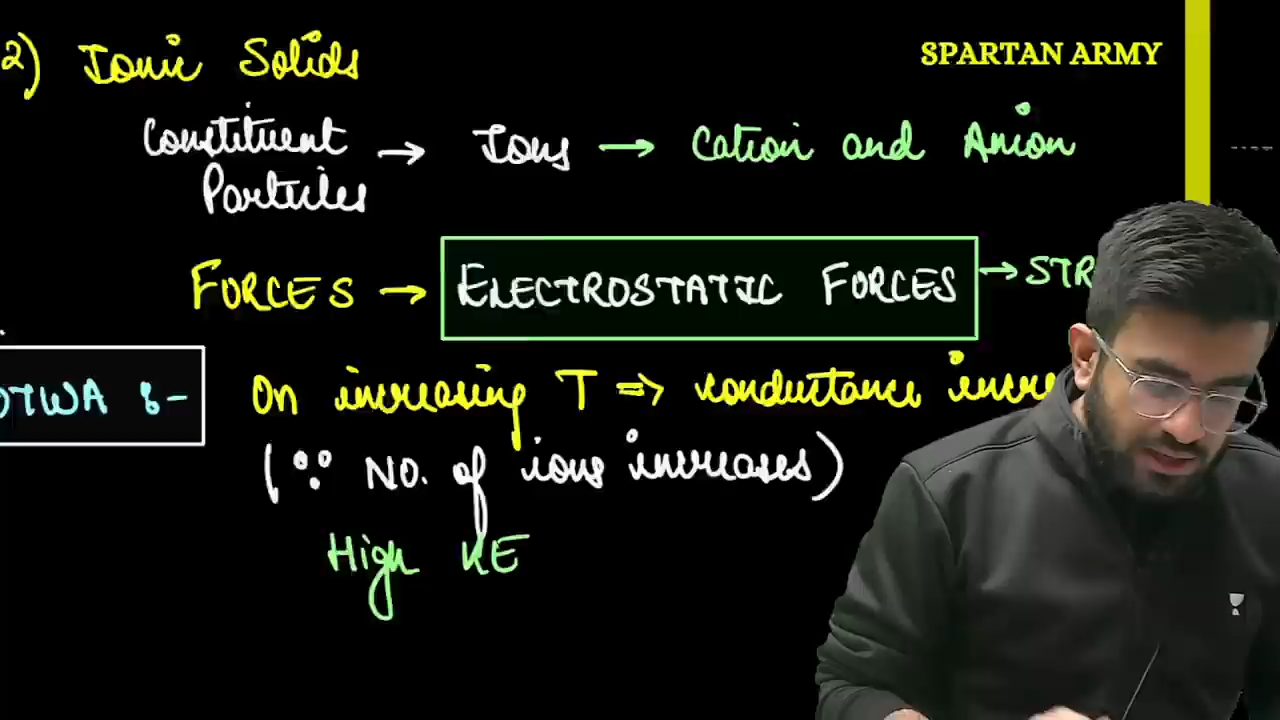 2) Ionic Solids
SPARTAN ARMY
Constituent Particles → Ions → Cation and Anion
FORCES → ELECTROSTATIC FORCES → STR
OTWA :- On increasing T => conductance incre
(∵ NO. of ions increases)
High KE